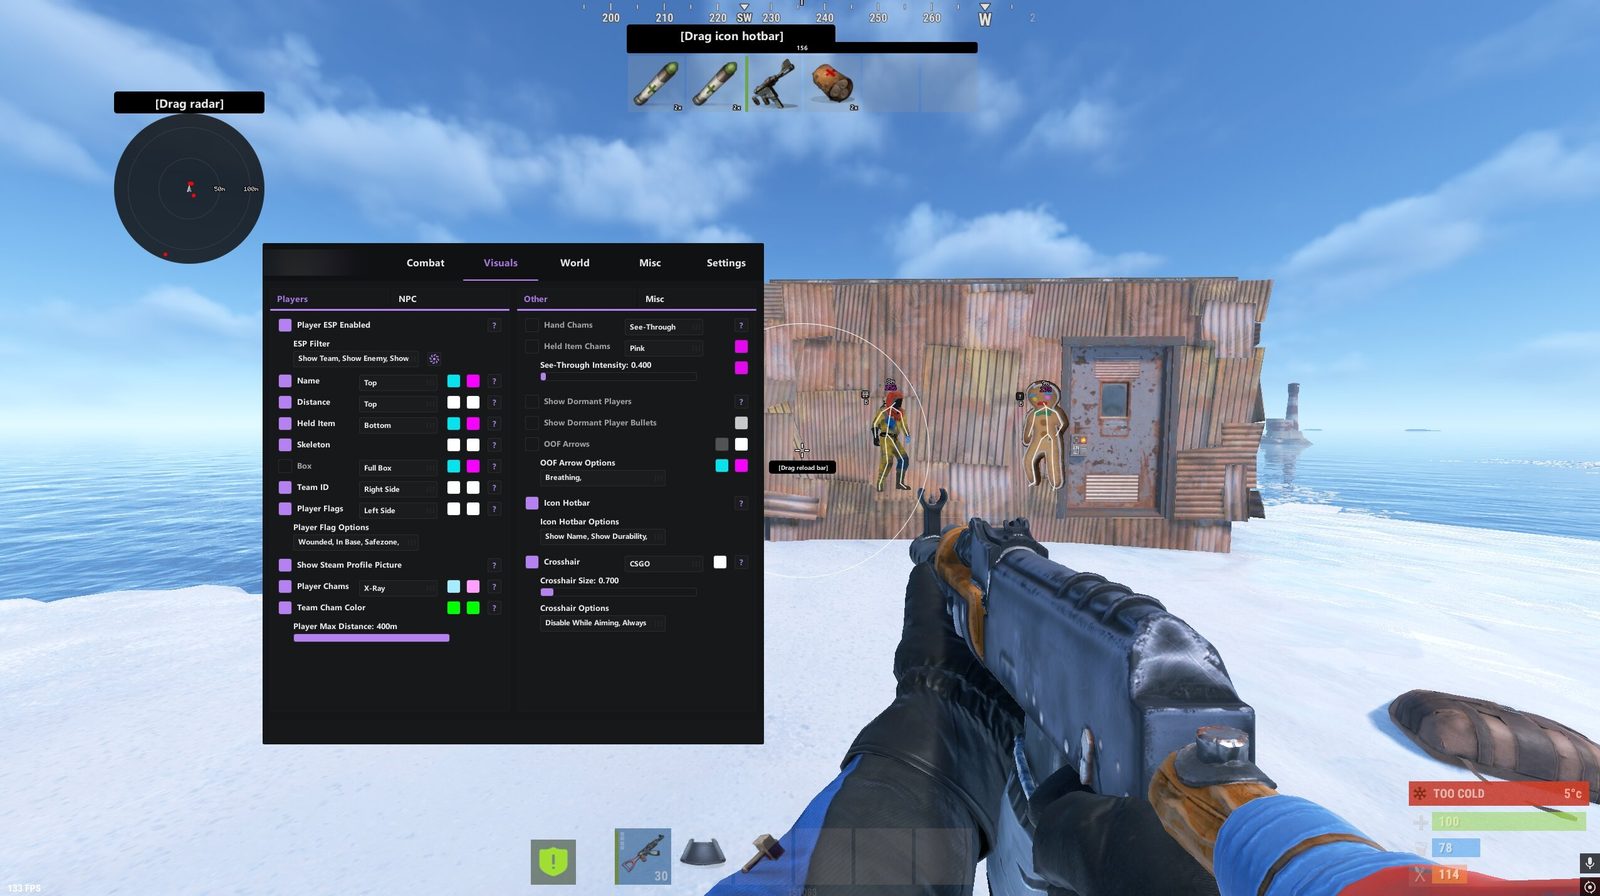 200 210 220 SW 230 240 250 260 W 2
[Drag icon hotbar]
156
2x 2x 2x
[Drag radar]
50m 100m
Combat Visuals World Misc Settings
Players NPC
Other Misc
Player ESP Enabled ?
ESP Filter
Show Team, Show Enemy, Show
Name Top ?
Distance Top ?
Held Item Bottom ?
Skeleton ?
Box Full Box ?
Team ID Right Side ?
Player Flags Left Side ?
Player Flag Options
Wounded, In Base, Safezone,
Show Steam Profile Picture ?
Player Chams X-Ray ?
Team Cham Color ?
Player Max Distance: 400m
Hand Chams See-Through ?
Held Item Chams Pink
See-Through Intensity: 0.400
Show Dormant Players ?
Show Dormant Player Bullets
OOF Arrows
OOF Arrow Options
Breathing,
Icon Hotbar ?
Icon Hotbar Options
Show Name, Show Durability,
Crosshair CSGO ?
Crosshair Size: 0.700
Crosshair Options
Disable While Aiming, Always
[Drag reload bar]
TOO COLD 5°c
100
78
114
30
133 FPS